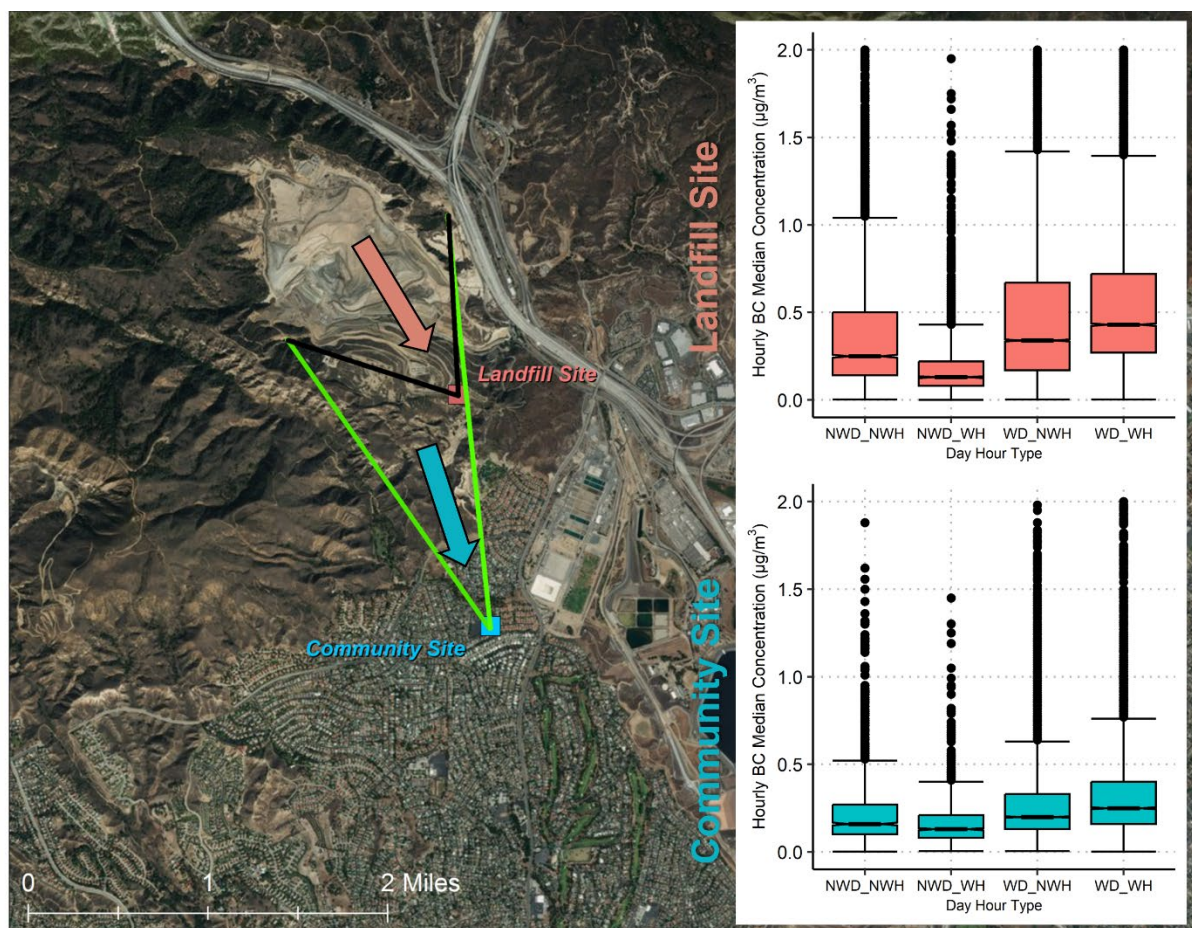 Landfill Site
Community Site
0 1 2 Miles
Landfill Site
Hourly BC Median Concentration (µg/m³)
2.0
1.5
1.0
0.5
0.0
NWD_NWH NWD_WH WD_NWH WD_WH
Day Hour Type
Community Site
Hourly BC Median Concentration (µg/m³)
2.0
1.5
1.0
0.5
0.0
NWD_NWH NWD_WH WD_NWH WD_WH
Day Hour Type